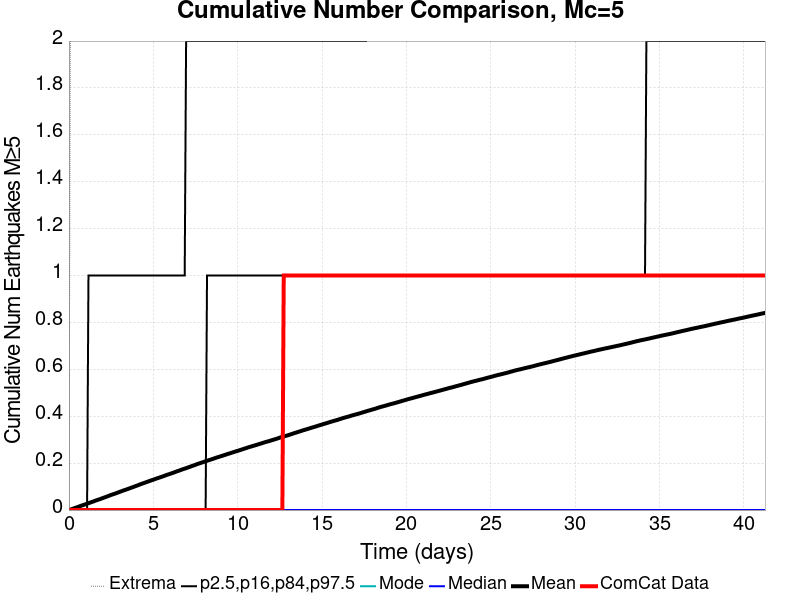 Cumulative Number Comparison, Mc=5
Cumulative Num Earthquakes M≥5
2
1.8
1.6
1.4
1.2
1
0.8
0.6
0.4
0.2
0
0 5 10 15 20 25 30 35 40
Time (days)
Extrema p2.5,p16,p84,p97.5 Mode Median Mean ComCat Data